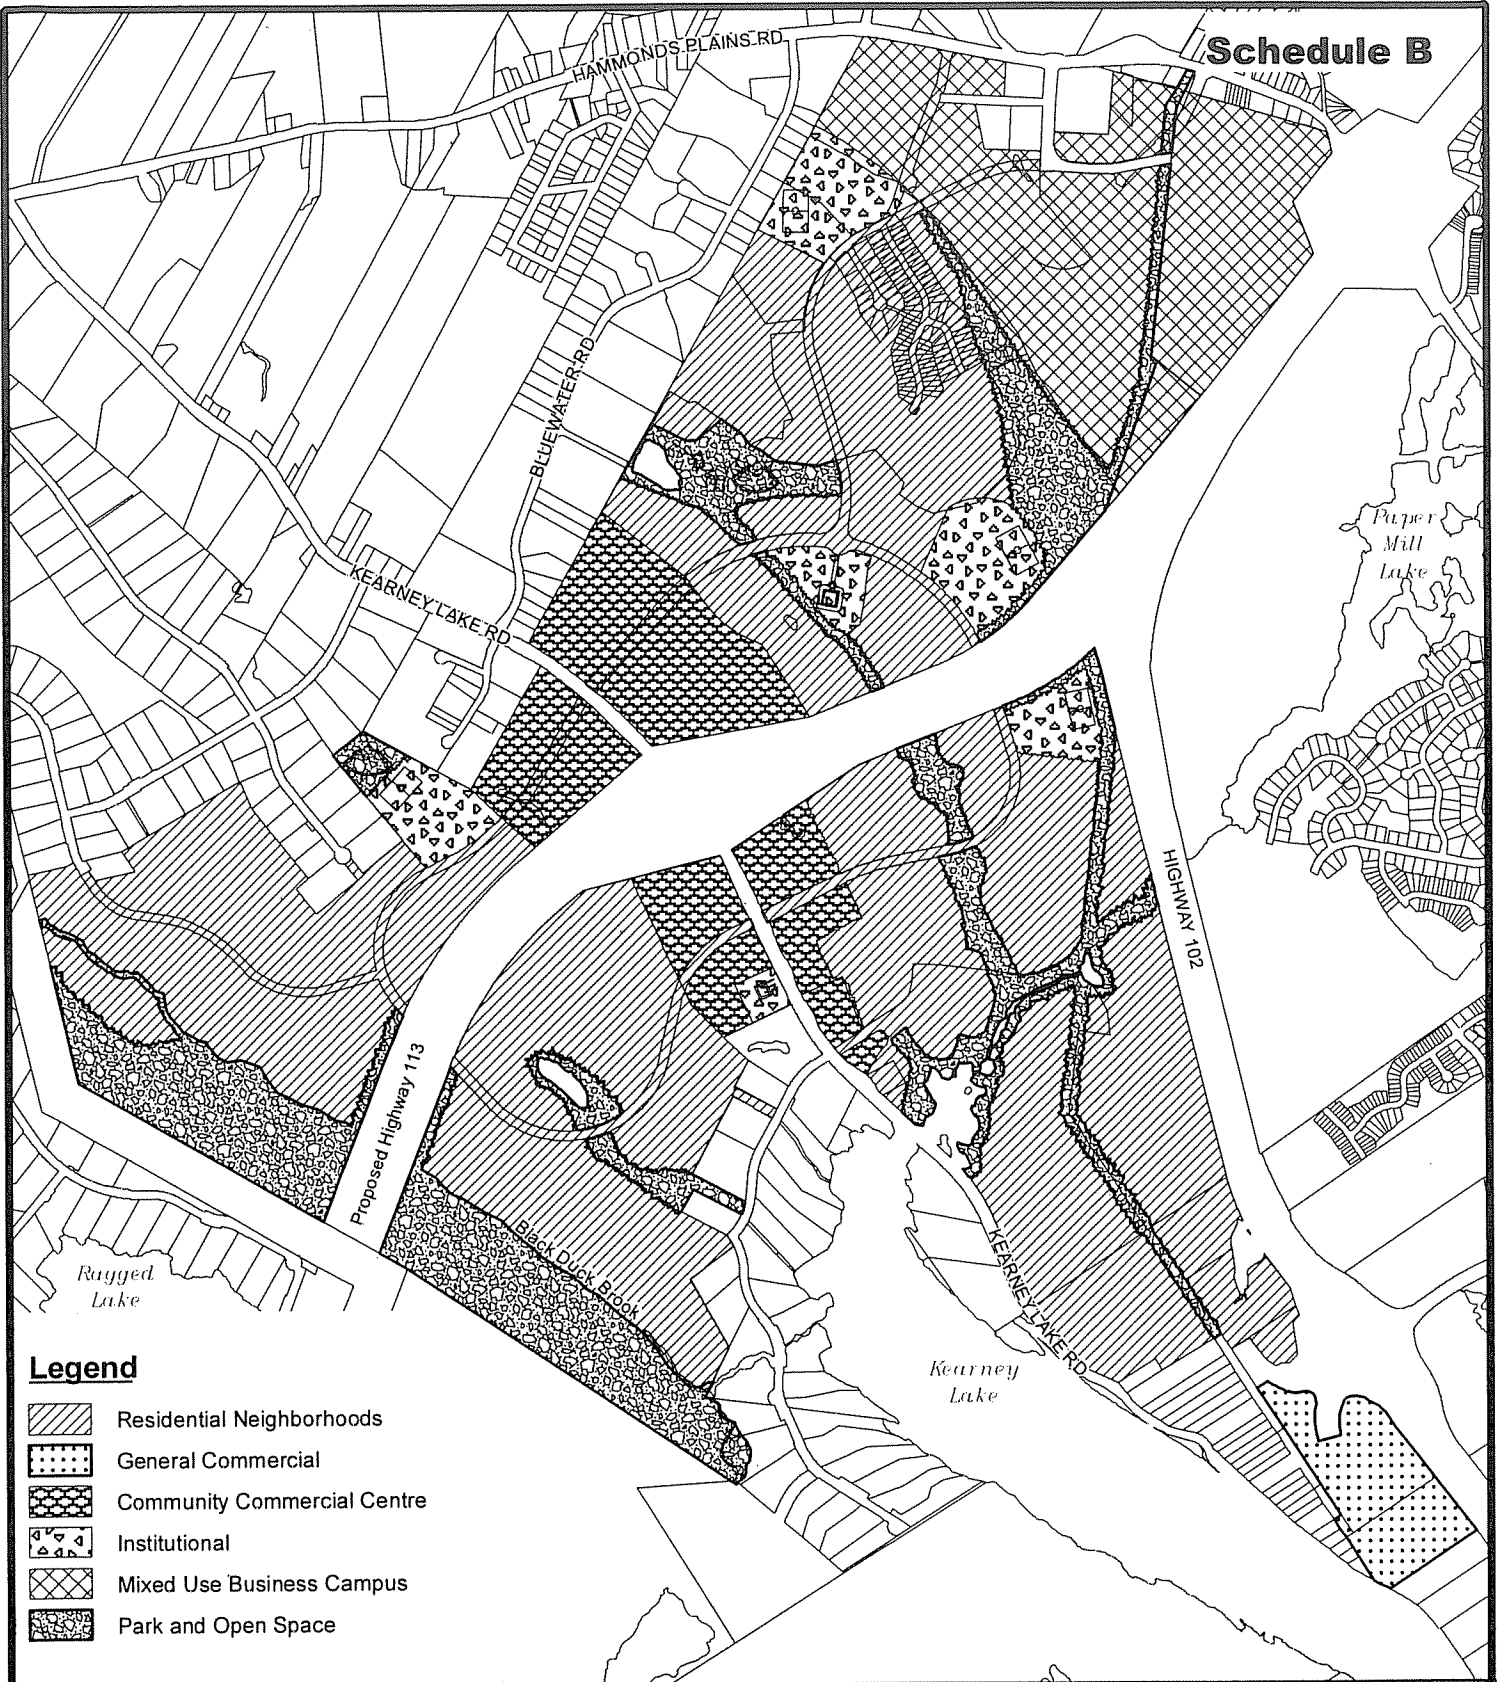 Schedule B
HAMMONDS PLAINS RD
BLUEWATER RD
KEARNEY LAKE RD
Paper
Mill
Lake
HIGHWAY 102
Proposed Highway 113
Black Duck Brook
Ragged
Lake
KEARNEY LAKE RD
Kearney
Lake
Legend
Residential Neighborhoods
General Commercial
Community Commercial Centre
Institutional
Mixed Use Business Campus
Park and Open Space